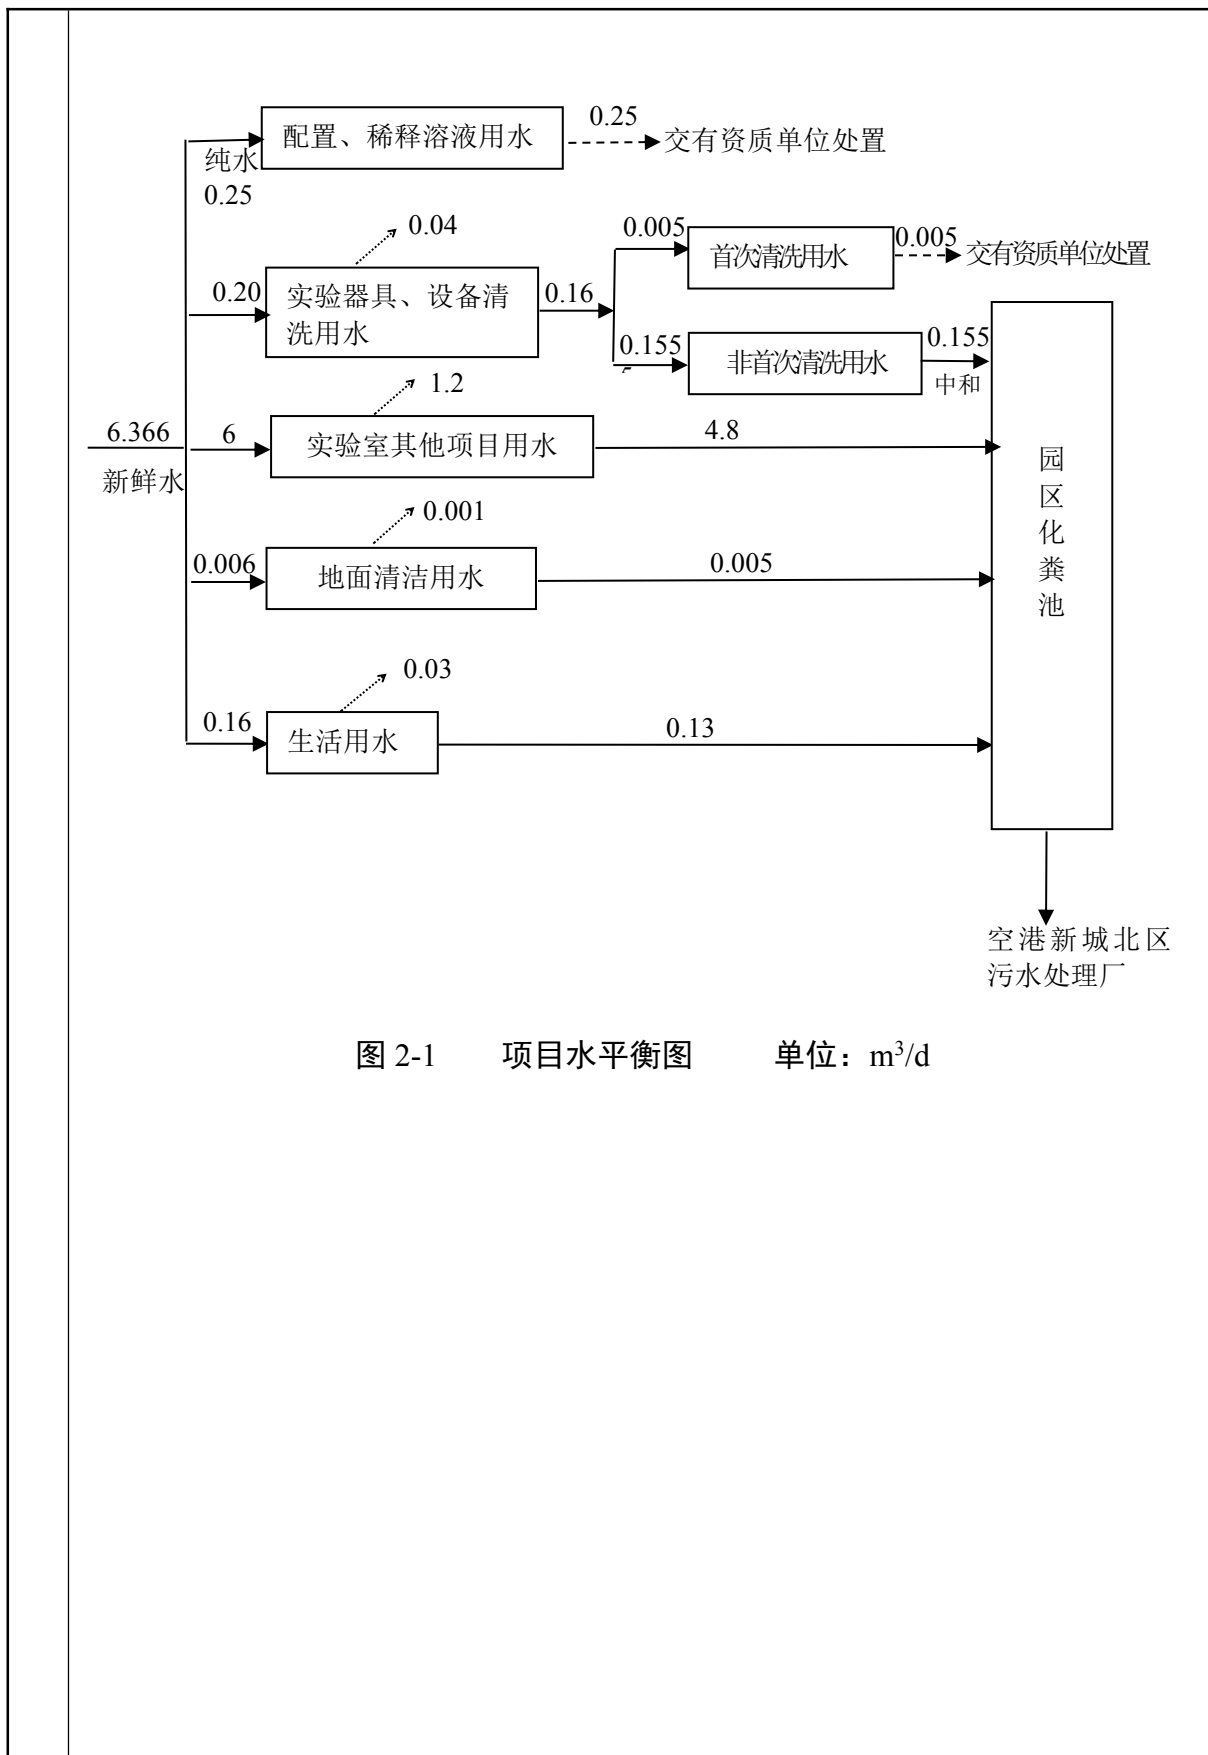 配置、稀释溶液用水
0.25
交有资质单位处置
纯水
0.25
0.04
0.005
首次清洗用水
0.005
交有资质单位处置
0.20
实验器具、设备清
洗用水
0.16
0.155
非首次清洗用水
0.155
中和
1.2
6.366
新鲜水
6
实验室其他项目用水
4.8
园
区
化
粪
池
0.001
0.006
地面清洁用水
0.005
0.03
0.16
生活用水
0.13
空港新城北区
污水处理厂
图 2-1 项目水平衡图 单位：m³/d